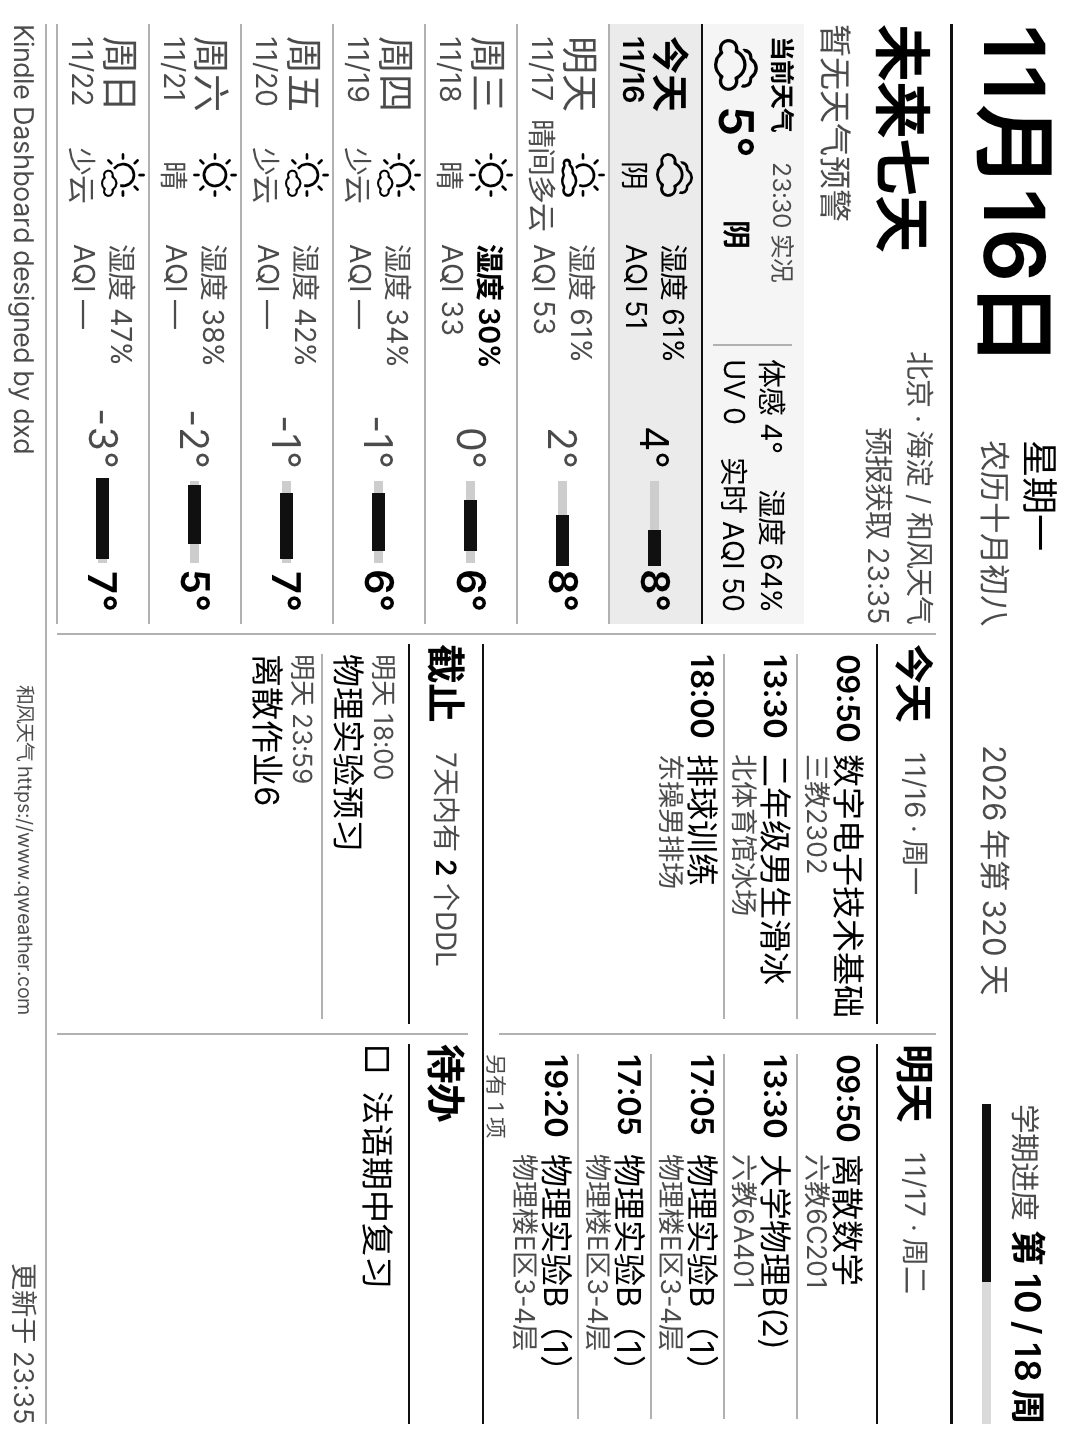 11月16日
星期一
农历十月初八
2026 年第 320 天
学期进度 第 10 / 18 周
未来七天
北京 · 海淀 / 和风天气
预报获取 23:35
暂无天气预警
当前天气 23:30 实况
5° 阴
体感 4° 湿度 64%
UV 0 实时 AQI 50
今天 湿度 61% 4° 8°
11/16 阴 AQI 51
明天 湿度 61% 2° 8°
11/17 晴间多云 AQI 53
周三 湿度 30% 0° 6°
11/18 晴 AQI 33
周四 湿度 34% -1° 6°
11/19 少云 AQI —
周五 湿度 42% -1° 7°
11/20 少云 AQI —
周六 湿度 38% -2° 5°
11/21 晴 AQI —
周日 湿度 47% -3° 7°
11/22 少云 AQI —
今天 11/16 · 周一
09:50 数字电子技术基础
三教2302
13:30 二年级男生滑冰
北体育馆冰场
18:00 排球训练
东操男排场
明天 11/17 · 周二
09:50 离散数学
六教6C201
13:30 大学物理B(2)
六教6A401
17:05 物理实验B（1）
物理楼E区3-4层
17:05 物理实验B（1）
物理楼E区3-4层
19:20 物理实验B（1）
物理楼E区3-4层
另有 1 项
截止 7天内有 2 个DDL
明天 18:00
物理实验预习
明天 23:59
离散作业6
待办
法语期中复习
Kindle Dashboard designed by dxd
和风天气 https://www.qweather.com
更新于 23:35